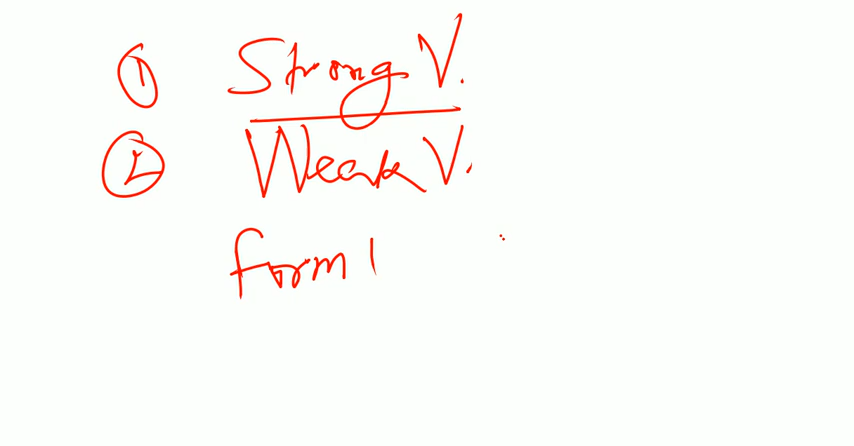 ① Strong V.
② Weak V.
form 1